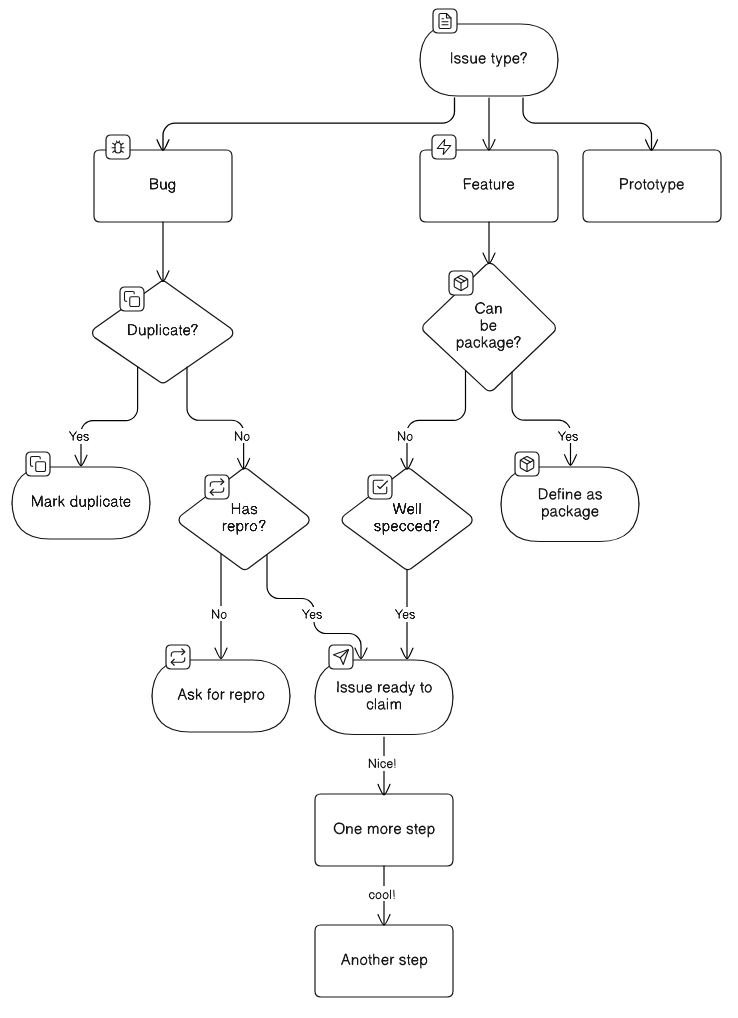 Issue type?
Bug
Feature
Prototype
Duplicate?
Can
be
package?
Yes
No
No
Yes
Mark duplicate
Has
repro?
Well
specced?
Define as
package
No
Yes
Yes
Ask for repro
Issue ready to
claim
Nice!
One more step
cool!
Another step